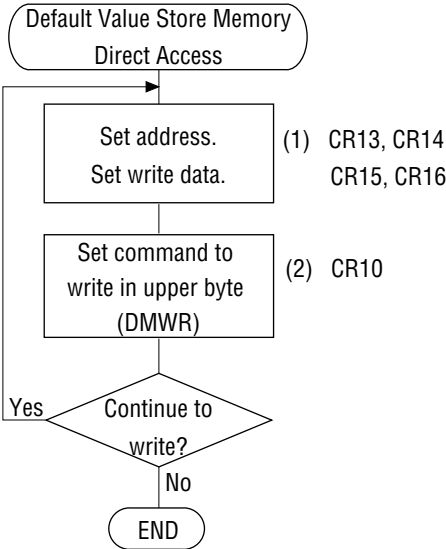 Default Value Store Memory
Direct Access
Set address. (1) CR13, CR14
Set write data. CR15, CR16
Set command to
write in upper byte (2) CR10
(DMWR)
Yes
Continue to
write?
No
END